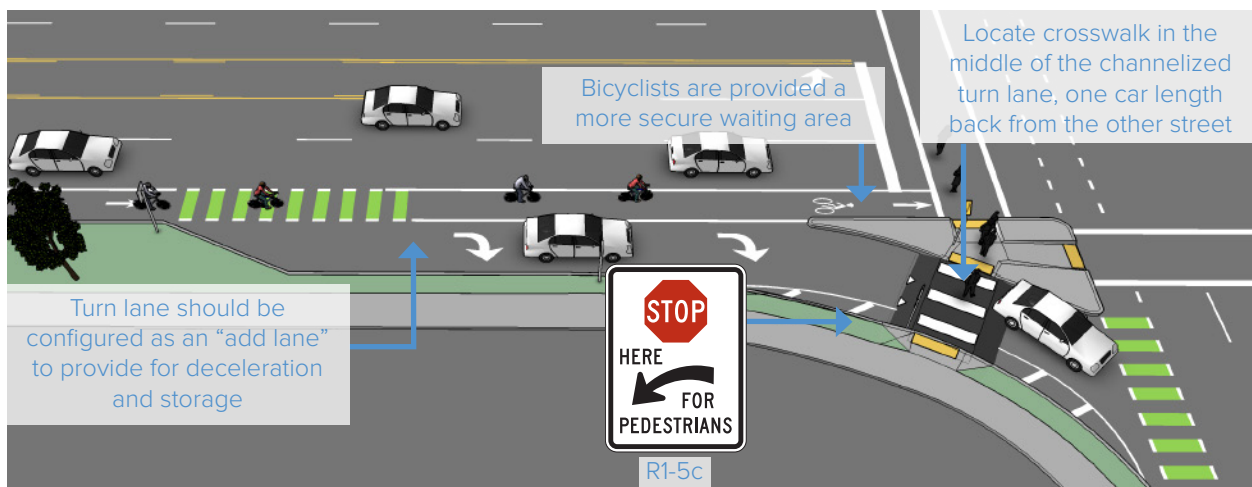 Bicyclists are provided a
more secure waiting area
Locate crosswalk in the
middle of the channelized
turn lane, one car length
back from the other street
Turn lane should be
configured as an “add lane”
to provide for deceleration
and storage
STOP
HERE
FOR
PEDESTRIANS
R1-5c